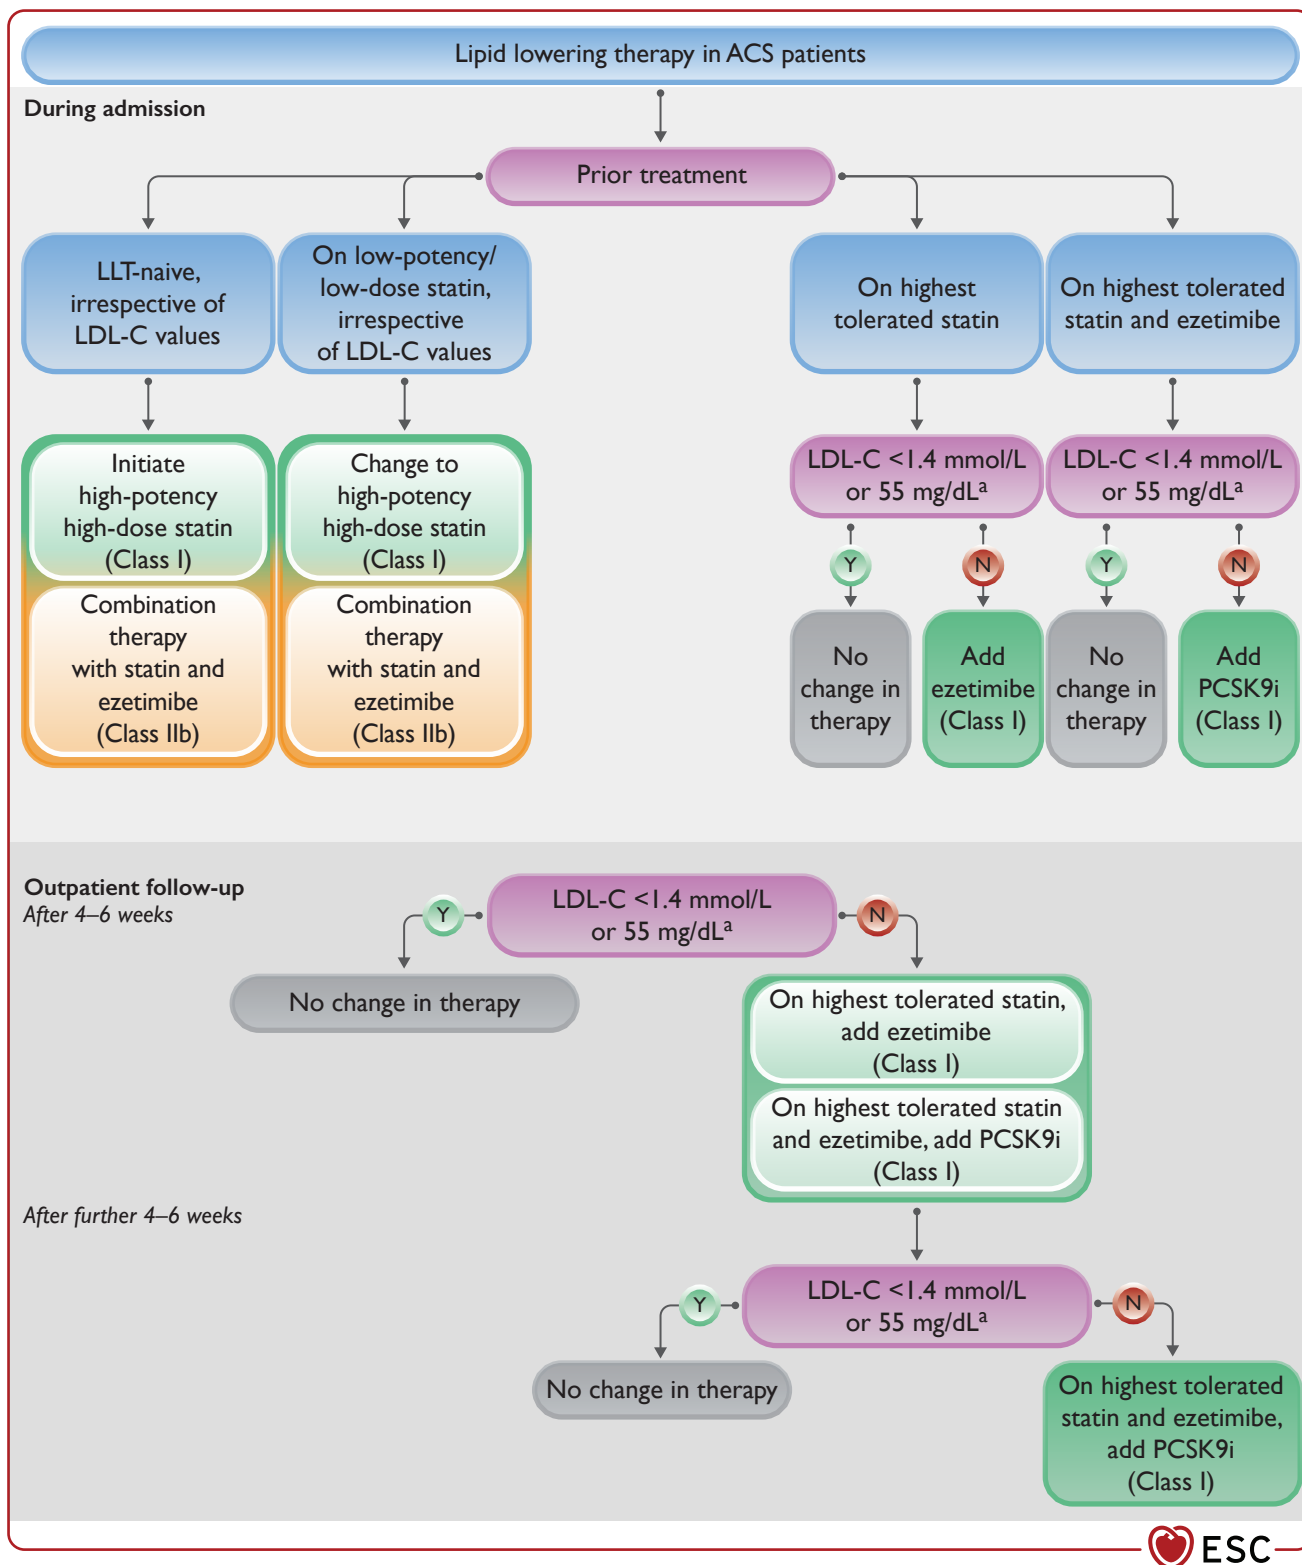 Lipid lowering therapy in ACS patients
During admission
Prior treatment
LLT-naive,
irrespective of
LDL-C values
On low-potency/
low-dose statin,
irrespective
of LDL-C values
On highest
tolerated statin
On highest tolerated
statin and ezetimibe
Initiate
high-potency
high-dose statin
(Class I)
Combination
therapy
with statin and
ezetimibe
(Class IIb)
Change to
high-potency
high-dose statin
(Class I)
Combination
therapy
with statin and
ezetimibe
(Class IIb)
LDL-C <1.4 mmol/L
or 55 mg/dLᵃ
Y
N
No
change in
therapy
Add
ezetimibe
(Class I)
LDL-C <1.4 mmol/L
or 55 mg/dLᵃ
Y
N
No
change in
therapy
Add
PCSK9i
(Class I)
Outpatient follow-up
After 4–6 weeks
Y
LDL-C <1.4 mmol/L
or 55 mg/dLᵃ
N
No change in therapy
On highest tolerated statin,
add ezetimibe
(Class I)
On highest tolerated statin
and ezetimibe, add PCSK9i
(Class I)
After further 4–6 weeks
Y
LDL-C <1.4 mmol/L
or 55 mg/dLᵃ
N
No change in therapy
On highest tolerated
statin and ezetimibe,
add PCSK9i
(Class I)
ESC